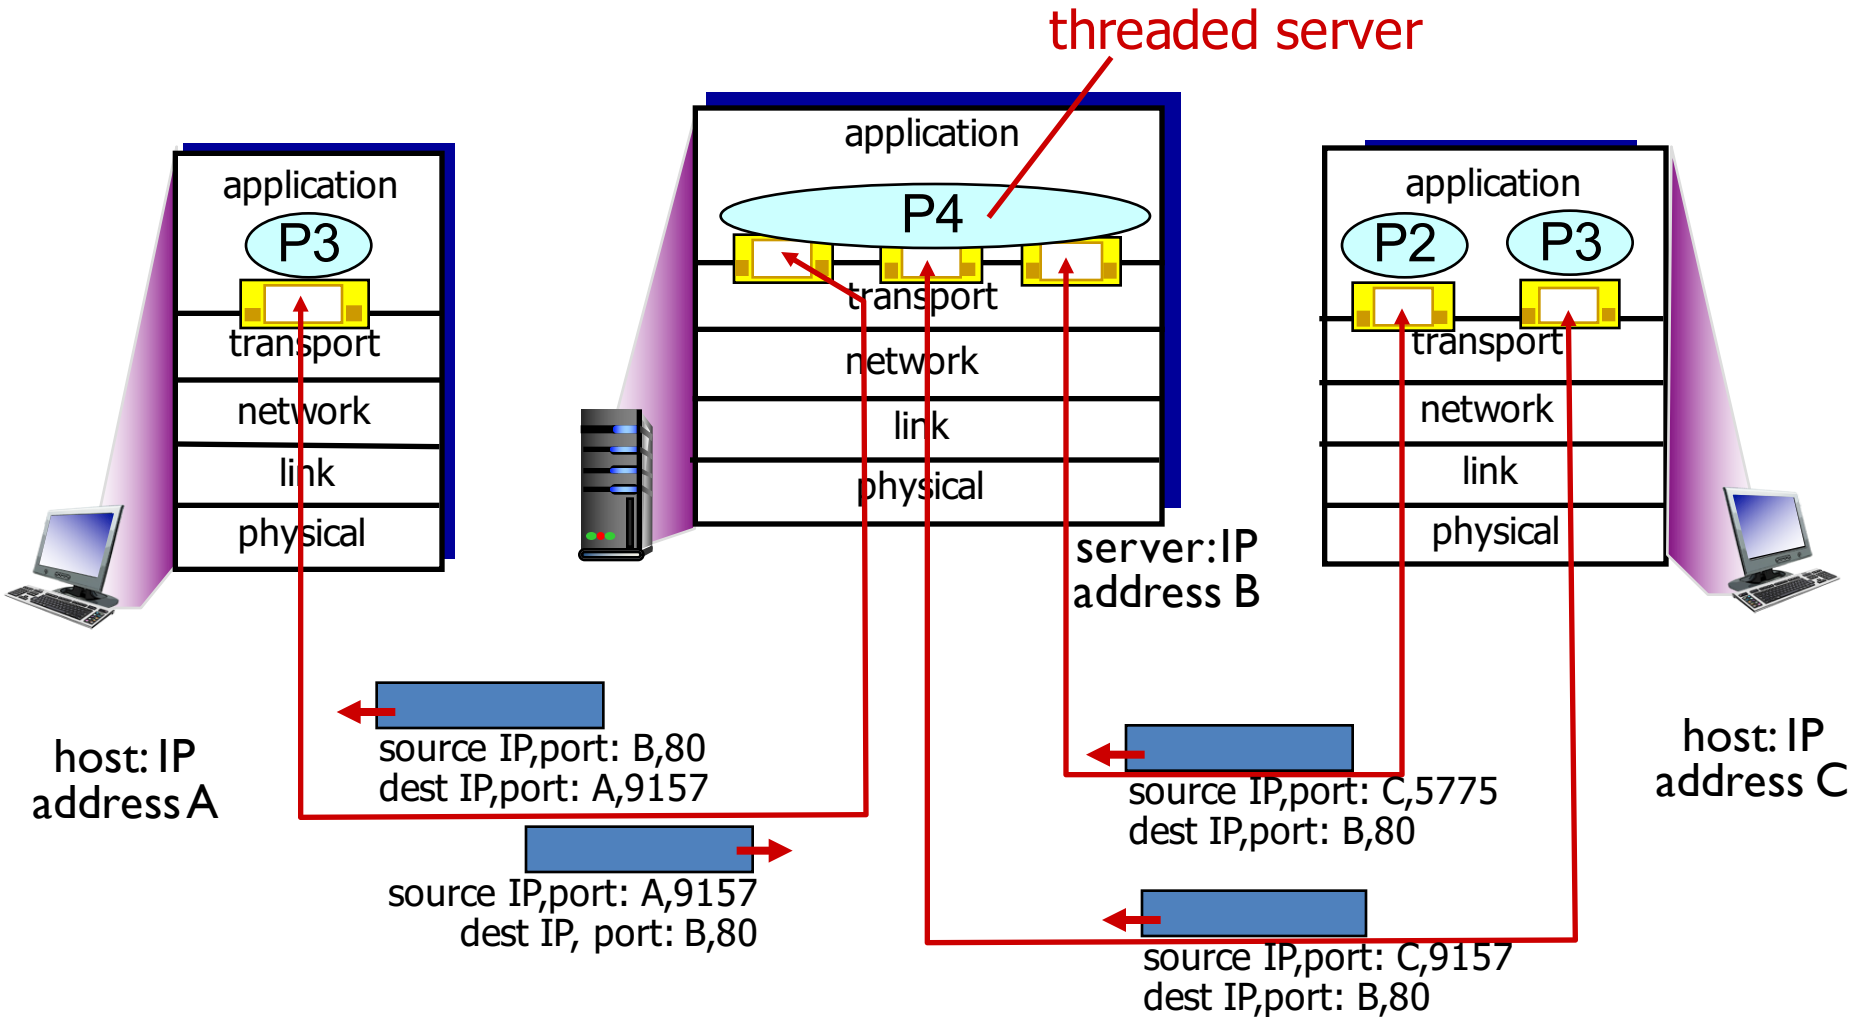 threaded server
application
P3
transport
network
link
physical
application
P4
transport
network
link
physical
application
P2
P3
transport
network
link
physical
server: IP
address B
host: IP
address A
source IP,port: B,80
dest IP,port: A,9157
source IP,port: A,9157
dest IP, port: B,80
source IP,port: C,5775
dest IP,port: B,80
source IP,port: C,9157
dest IP,port: B,80
host: IP
address C